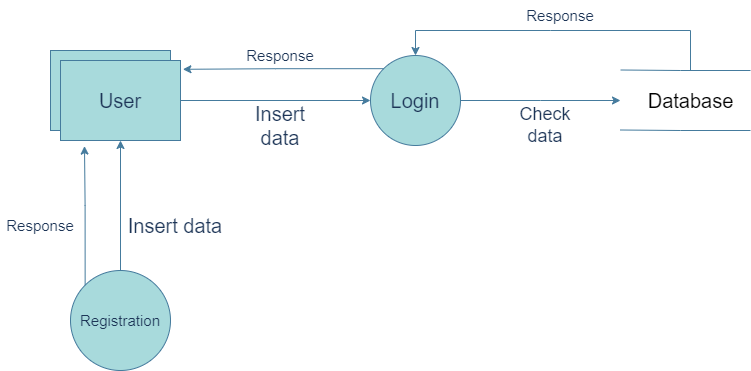 Response
Response
User
Insert
data
Login
Check
data
Database
Response
Insert data
Registration